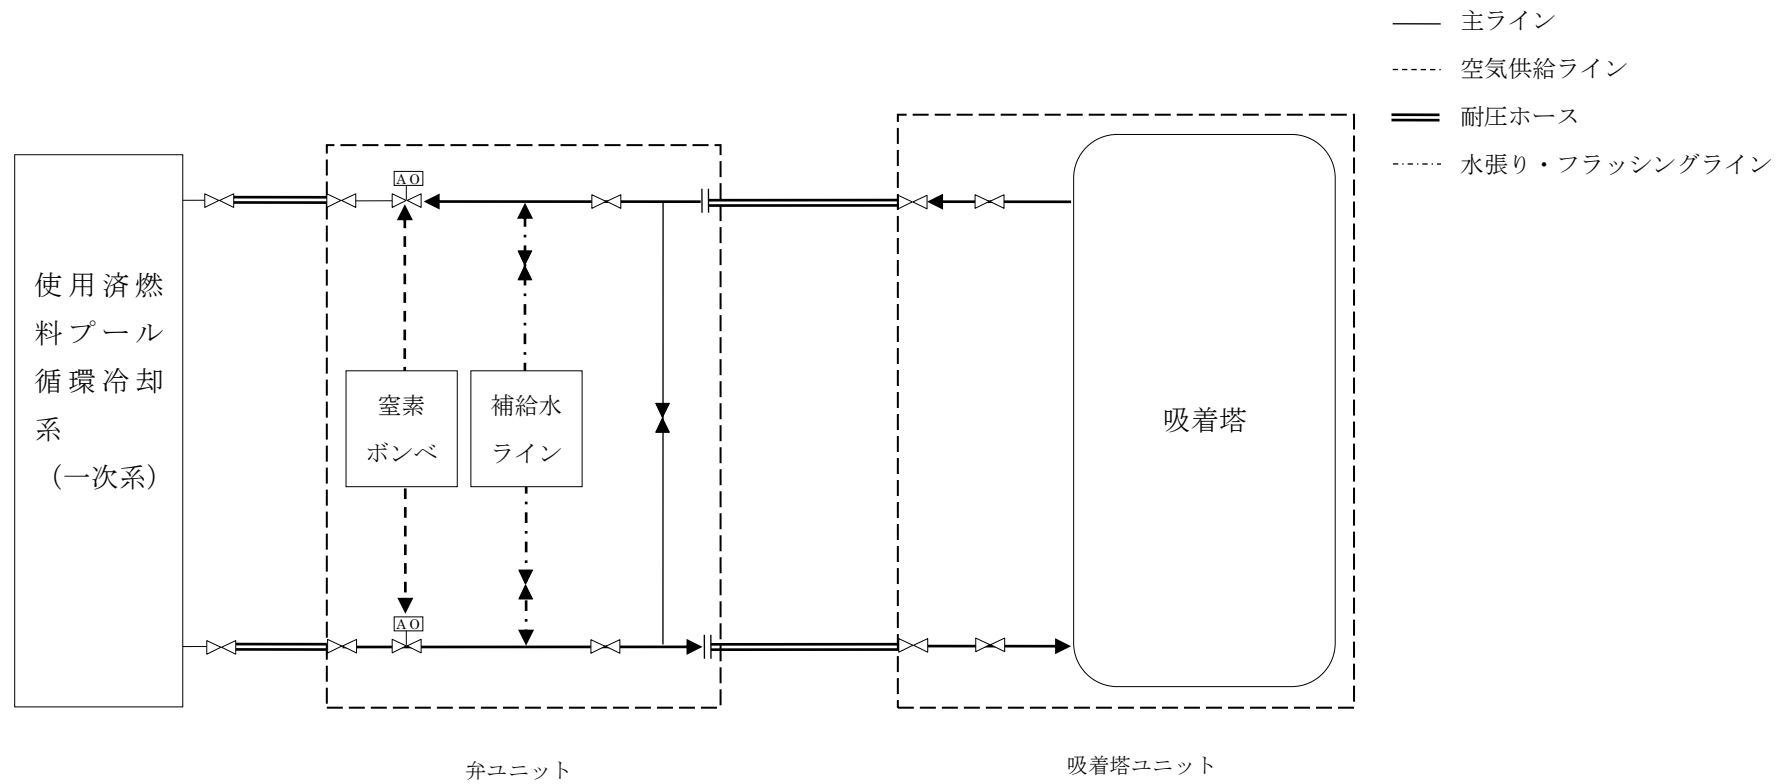 主ライン
空気供給ライン
耐圧ホース
水張り・フラッシングライン
使用済燃
料プール
循環冷却
系
（一次系）
AO
窒素
ボンベ
補給水
ライン
AO
吸着塔
弁ユニット
吸着塔ユニット